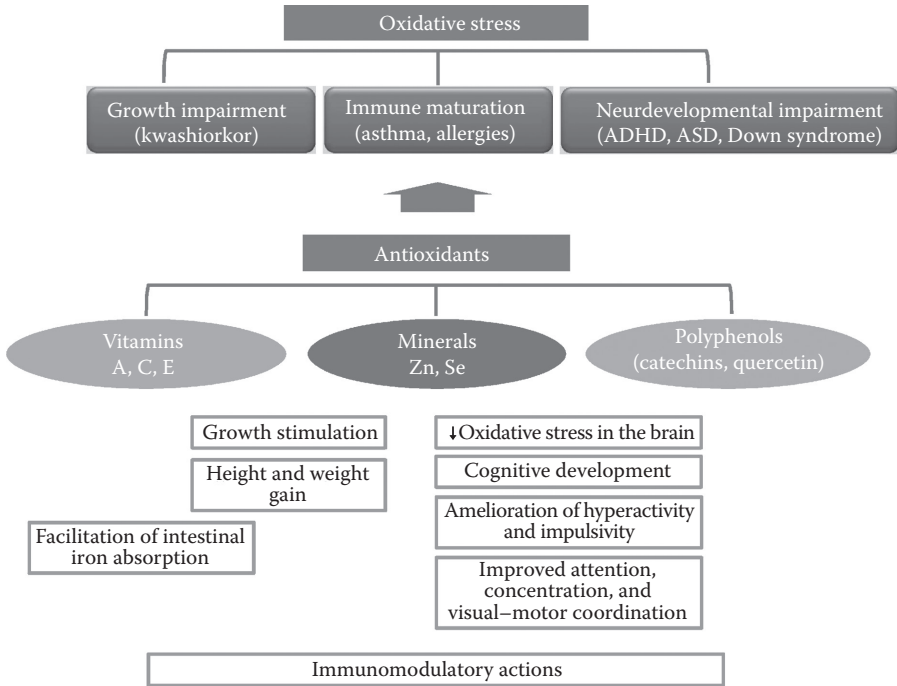 Oxidative stress
Growth impairment
(kwashiorkor)
Immune maturation
(asthma, allergies)
Neurdevelopmental impairment
(ADHD, ASD, Down syndrome)
Antioxidants
Vitamins
A, C, E
Minerals
Zn, Se
Polyphenols
(catechins, quercetin)
Growth stimulation
Height and weight
gain
Facilitation of intestinal
iron absorption
↓Oxidative stress in the brain
Cognitive development
Amelioration of hyperactivity
and impulsivity
Improved attention,
concentration, and
visual–motor coordination
Immunomodulatory actions